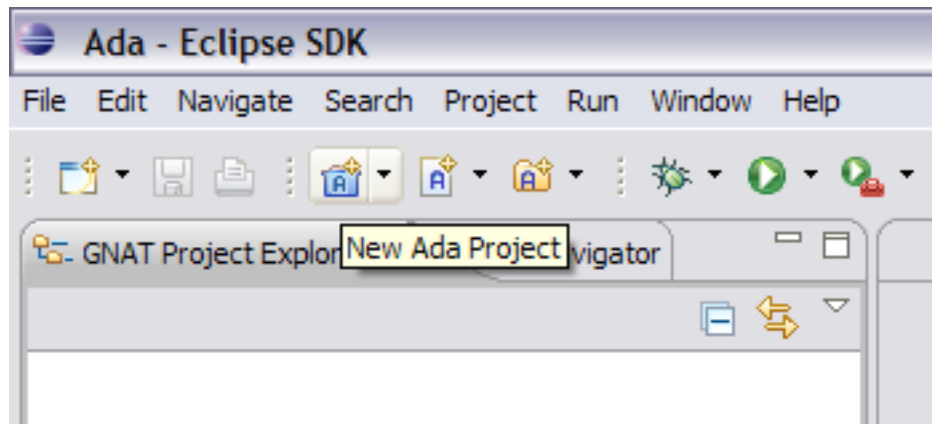 Ada - Eclipse SDK
File Edit Navigate Search Project Run Window Help
GNAT Project Explor New Ada Project vigator